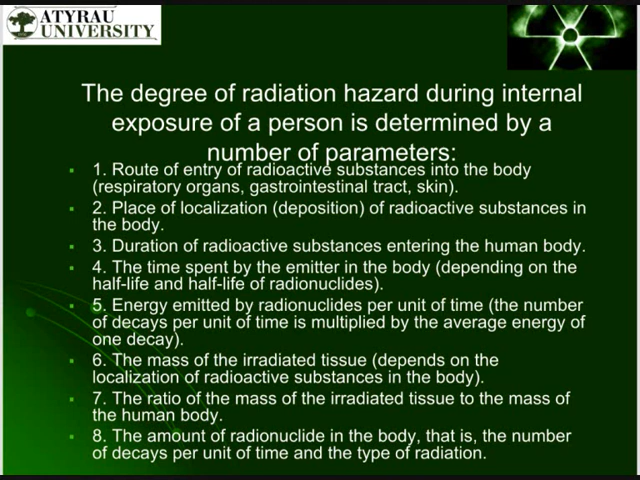 ATYRAU
UNIVERSITY
The degree of radiation hazard during internal
exposure of a person is determined by a
number of parameters:
1. Route of entry of radioactive substances into the body
(respiratory organs, gastrointestinal tract, skin).
2. Place of localization (deposition) of radioactive substances in
the body.
3. Duration of radioactive substances entering the human body.
4. The time spent by the emitter in the body (depending on the
half-life and half-life of radionuclides).
5. Energy emitted by radionuclides per unit of time (the number
of decays per unit of time is multiplied by the average energy of
one decay).
6. The mass of the irradiated tissue (depends on the
localization of radioactive substances in the body).
7. The ratio of the mass of the irradiated tissue to the mass of
the human body.
8. The amount of radionuclide in the body, that is, the number
of decays per unit of time and the type of radiation.